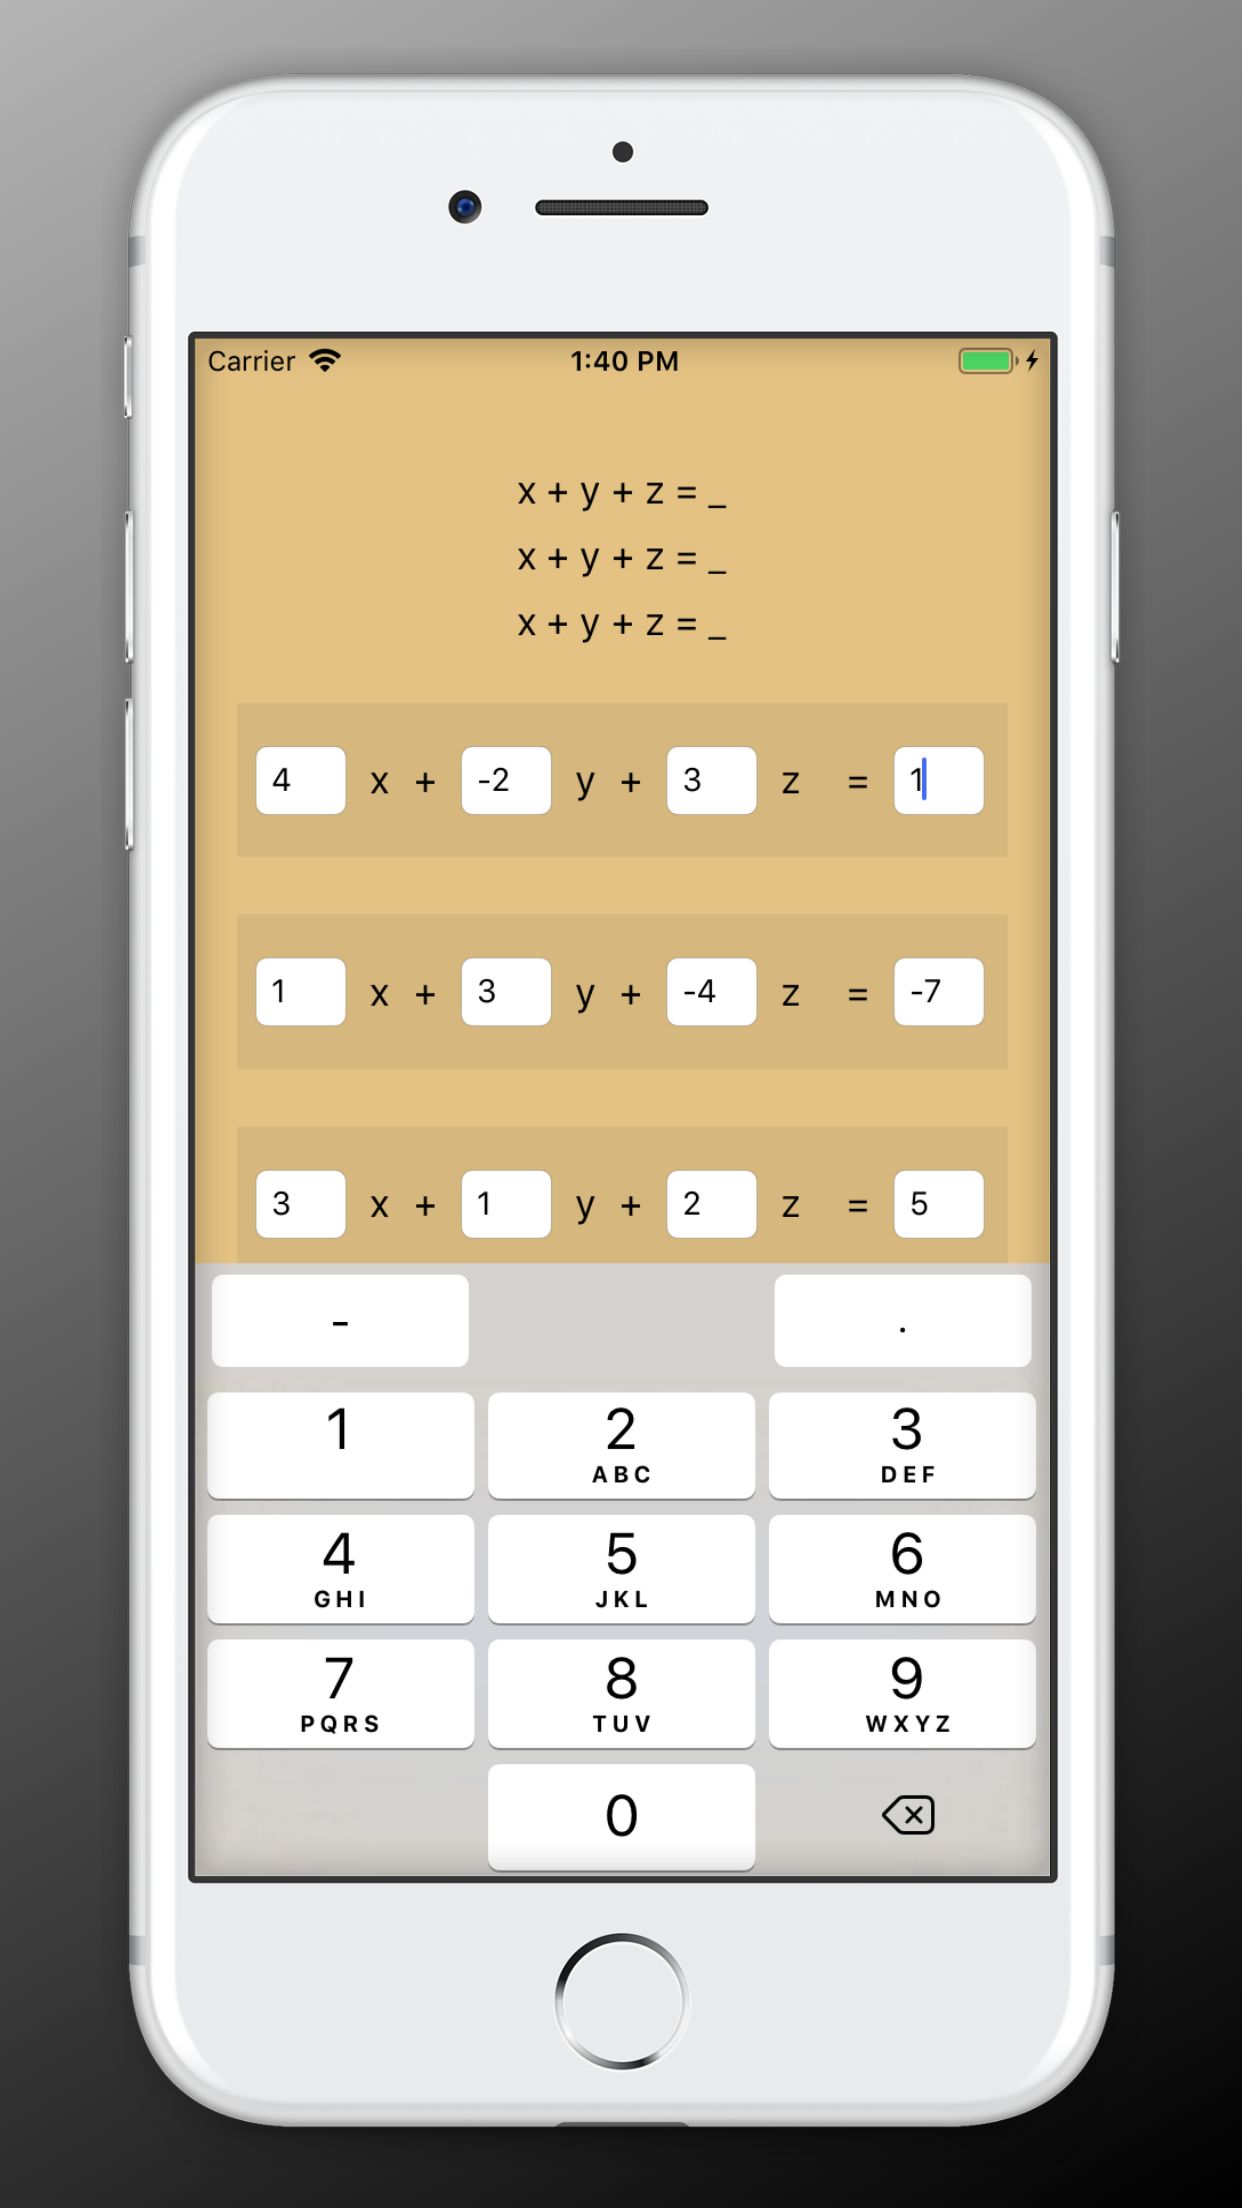 Carrier 1:40 PM
x + y + z = _
x + y + z = _
x + y + z = _
4 x + -2 y + 3 z = 1
1 x + 3 y + -4 z = -7
3 x + 1 y + 2 z = 5
- .
1 2 3
ABC DEF
4 5 6
GHI JKL MNO
7 8 9
PQRS TUV WXYZ
0